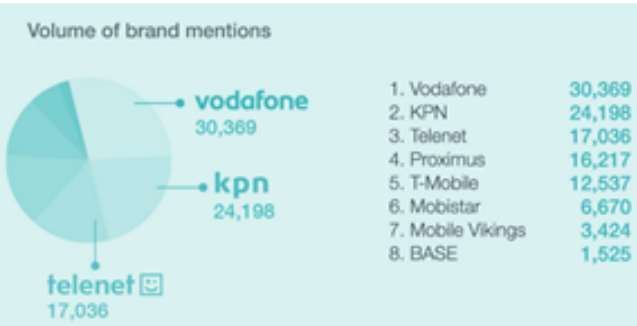 Volume of brand mentions
vodafone
30,369
kpn
24,198
telenet
17,036
1. Vodafone 30,369
2. KPN 24,198
3. Telenet 17,036
4. Proximus 16,217
5. T-Mobile 12,537
6. Mobistar 6,670
7. Mobile Vikings 3,424
8. BASE 1,525